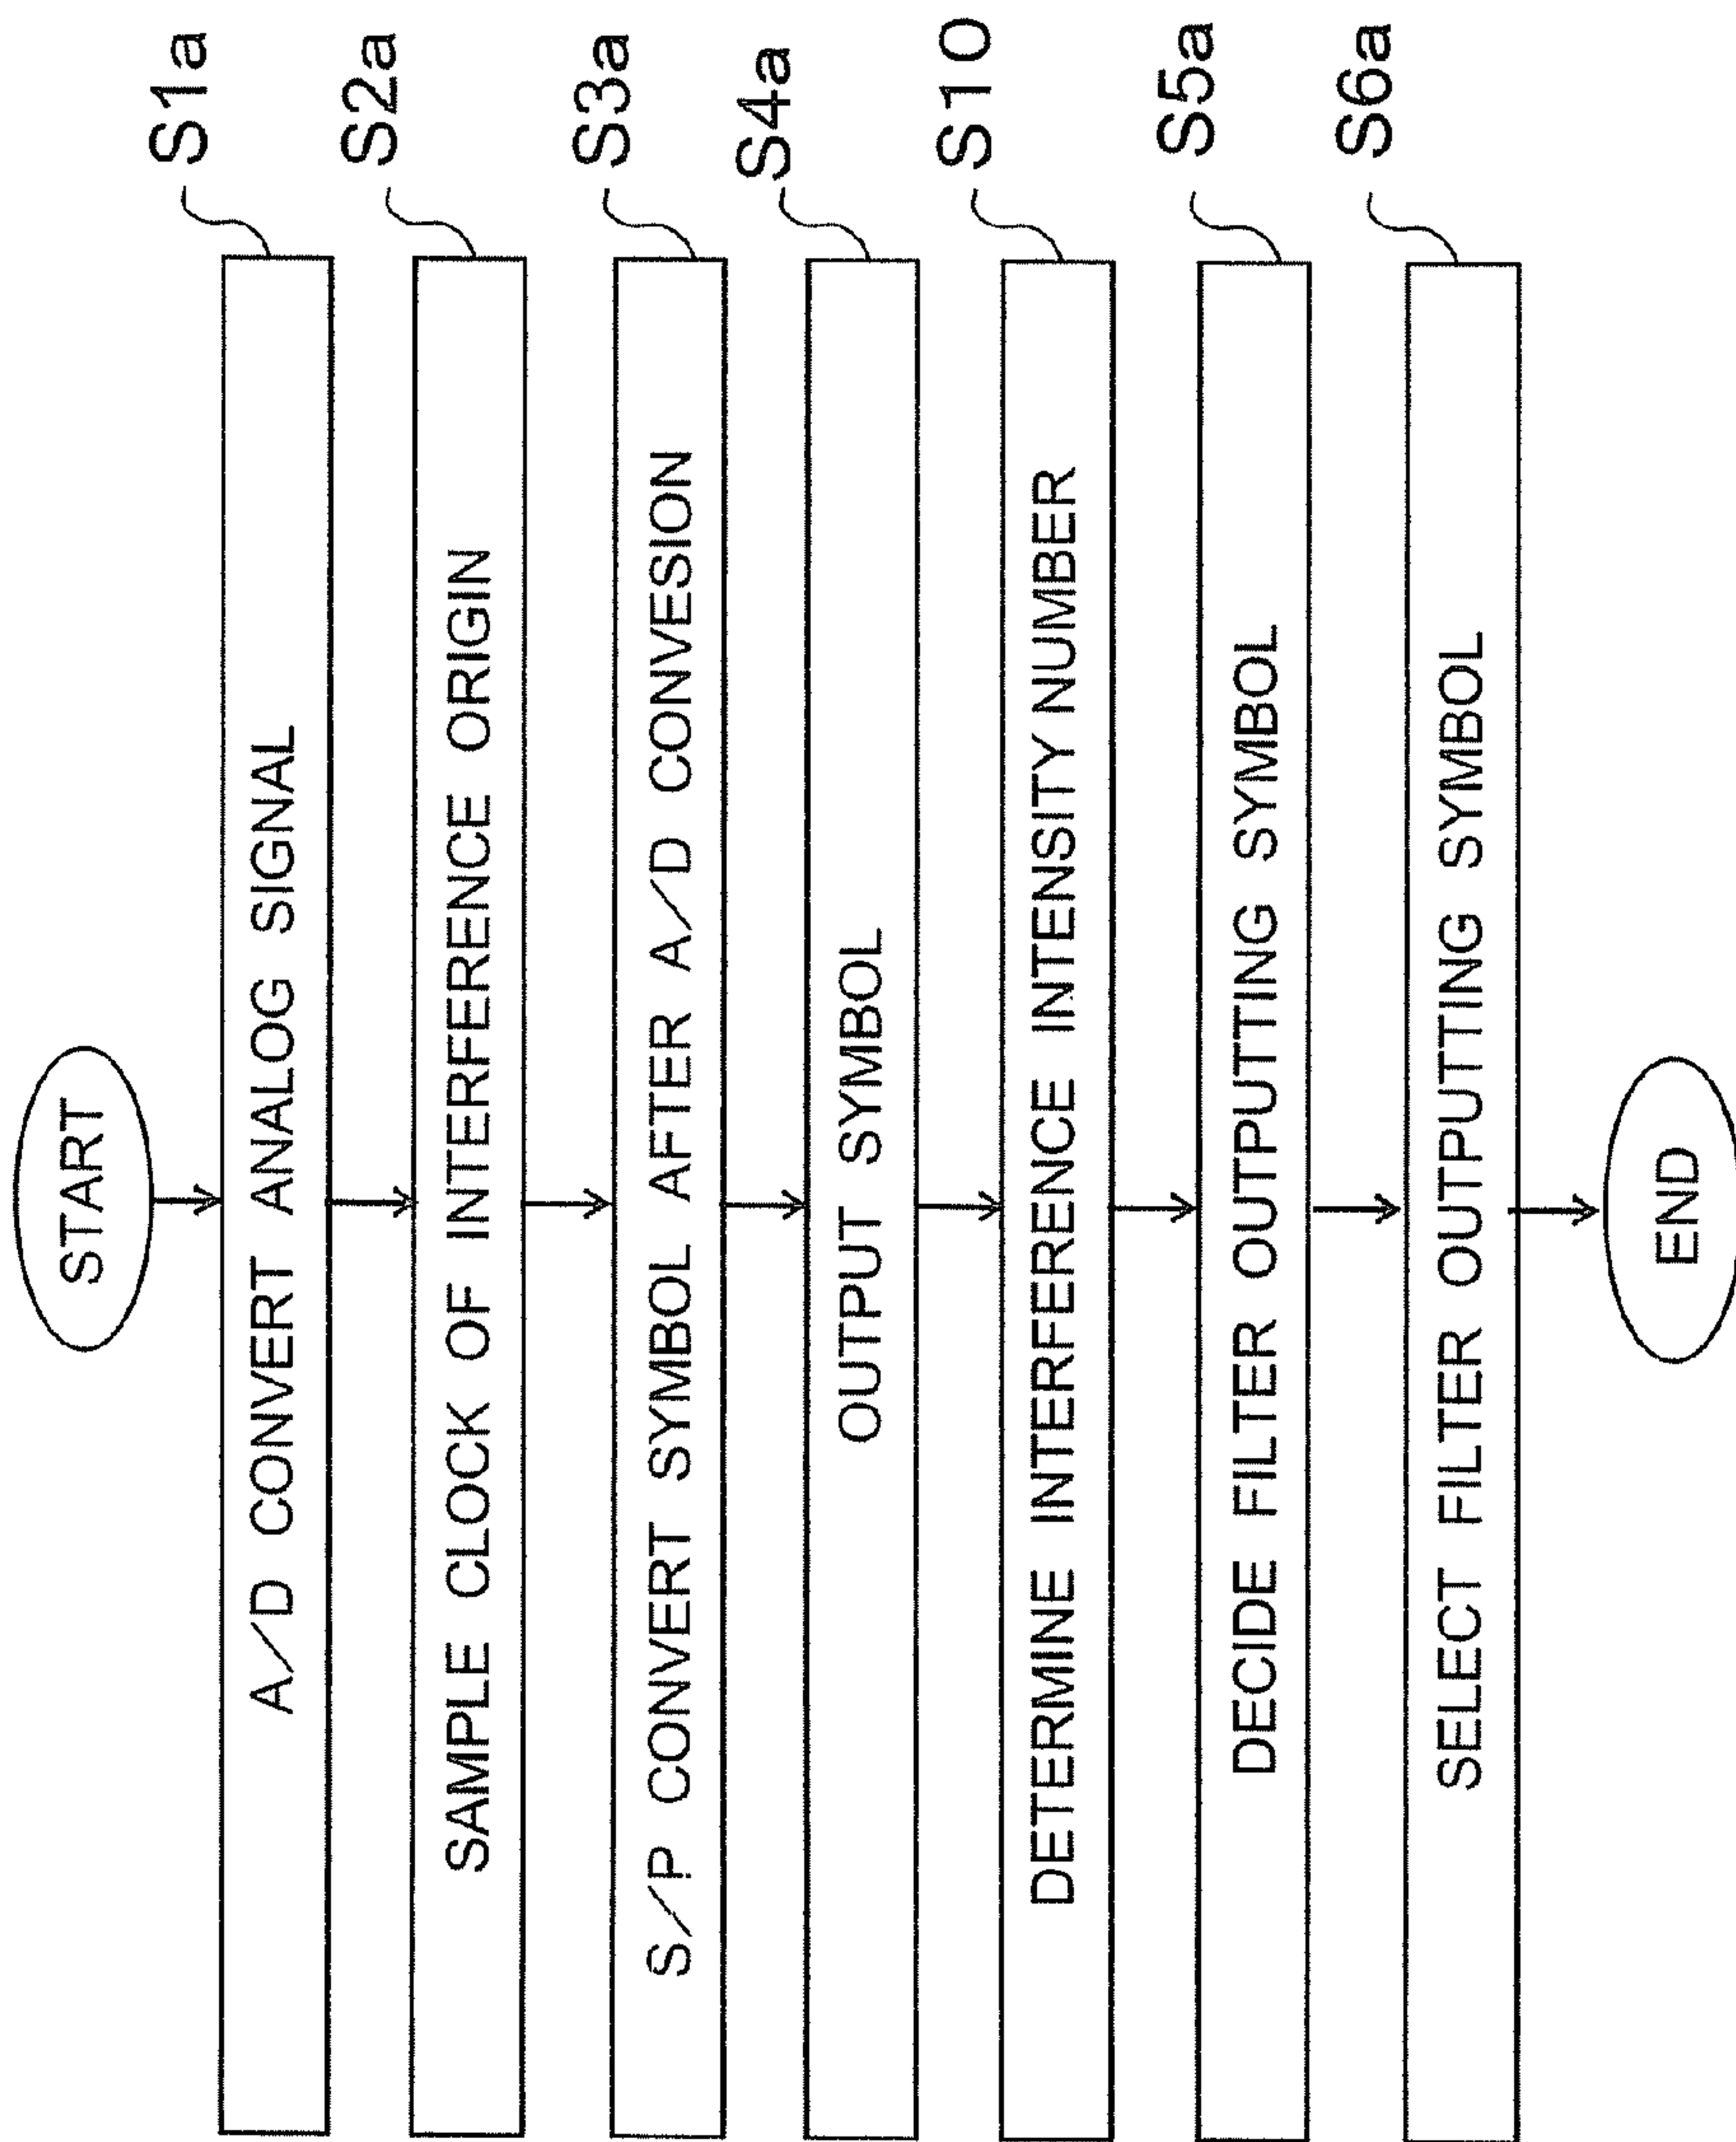 START
A/D CONVERT ANALOG SIGNAL
S1a
SAMPLE CLOCK OF INTERFERENCE ORIGIN
S2a
S/P CONVERT SYMBOL AFTER A/D CONVESION
S3a
OUTPUT SYMBOL
S4a
DETERMINE INTERFERENCE INTENSITY NUMBER
S10
DECIDE FILTER OUTPUTTING SYMBOL
S5a
SELECT FILTER OUTPUTING SYMBOL
S6a
END